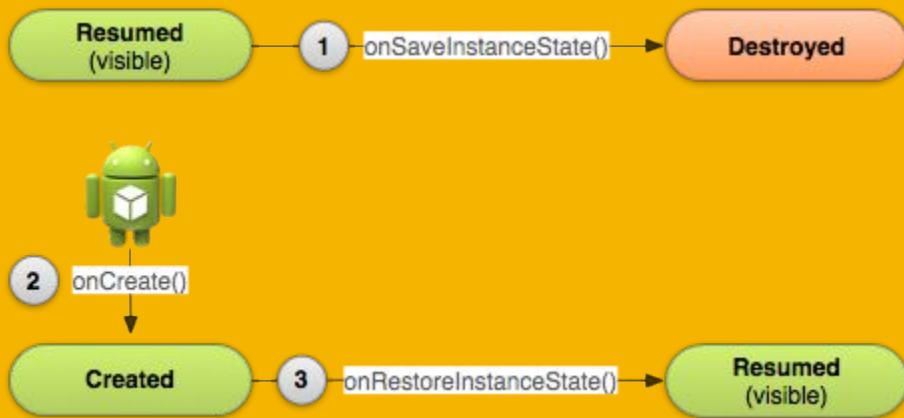 Resumed
(visible)
1
onSaveInstanceState()
Destroyed
2
onCreate()
Created
3
onRestoreInstanceState()
Resumed
(visible)